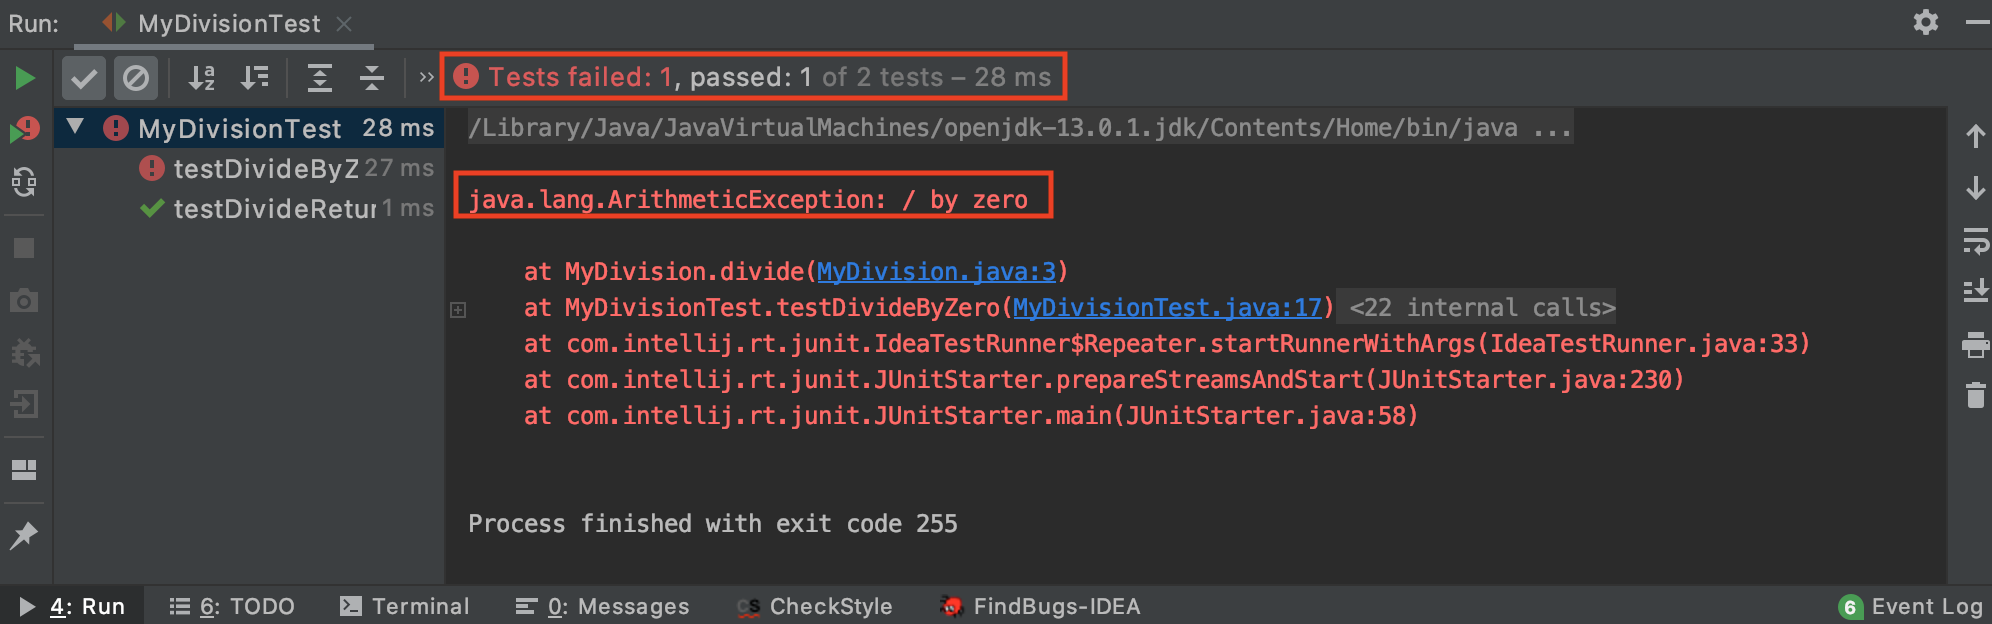 Run: MyDivisionTest
Tests failed: 1, passed: 1 of 2 tests – 28 ms
MyDivisionTest 28 ms
testDivideByZ 27 ms
testDivideRetur 1 ms
/Library/Java/JavaVirtualMachines/openjdk-13.0.1.jdk/Contents/Home/bin/java ...
java.lang.ArithmeticException: / by zero
at MyDivision.divide(MyDivision.java:3)
at MyDivisionTest.testDivideByZero(MyDivisionTest.java:17) <22 internal calls>
at com.intellij.rt.junit.IdeaTestRunner$Repeater.startRunnerWithArgs(IdeaTestRunner.java:33)
at com.intellij.rt.junit.JUnitStarter.prepareStreamsAndStart(JUnitStarter.java:230)
at com.intellij.rt.junit.JUnitStarter.main(JUnitStarter.java:58)
Process finished with exit code 255
4: Run 6: TODO Terminal 0: Messages CS CheckStyle FindBugs-IDEA 6 Event Log